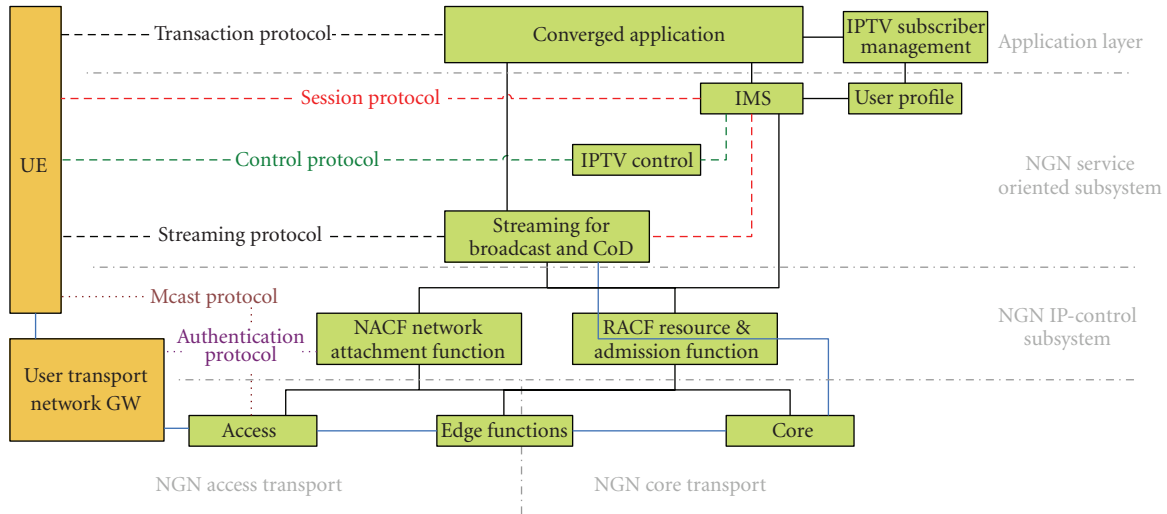 Transaction protocol
Converged application
IPTV subscriber
management
Application layer
Session protocol
IMS
User profile
UE
Control protocol
IPTV control
NGN service
oriented subsystem
Streaming protocol
Streaming for
broadcast and CoD
Mcast protocol
Authentication
protocol
NACF network
attachment function
RACF resource &
admission function
NGN IP-control
subsystem
User transport
network GW
Access
Edge functions
Core
NGN access transport
NGN core transport